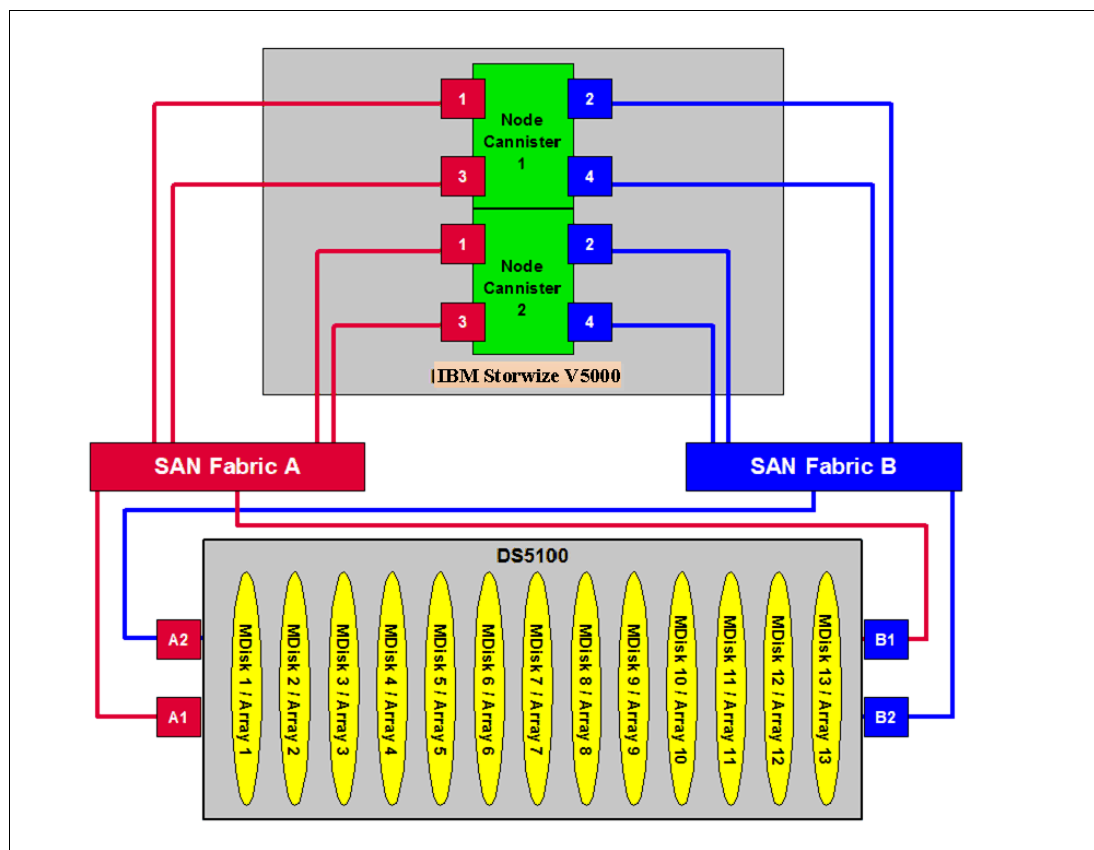 1
2
Node
Cannister
1
3
4
1
2
Node
Cannister
2
3
4
IBM Storwize V5000
SAN Fabric A
SAN Fabric B
DS5100
A2
A1
MDisk 1 / Array 1
MDisk 2 / Array 2
MDisk 3 / Array 3
MDisk 4 / Array 4
MDisk 5 / Array 5
MDisk 6 / Array 6
MDisk 7 / Array 7
MDisk 8 / Array 8
MDisk 9 / Array 9
MDisk 10 / Array 10
MDisk 11 / Array 11
MDisk 12 / Array 12
MDisk 13 / Array 13
B1
B2